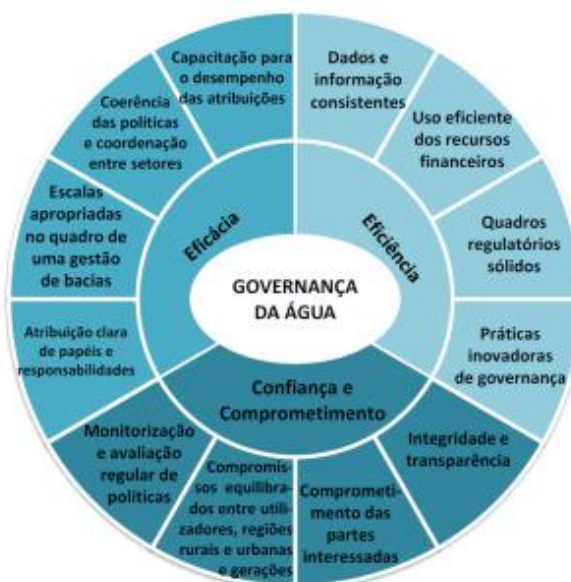 Capacitação para
o desempenho
das atribuições
Dados e
informação
consistentes
Coerência
das políticas
e coordenação
entre setores
Uso eficiente
dos recursos
financeiros
Escalas
apropriadas
no quadro de
uma gestão
de bacias
Eficácia
Eficiência
Quadros
regulatórios
sólidos
GOVERNANÇA
DA ÁGUA
Atribuição clara
de papéis e
responsabilidades
Práticas
inovadoras
de governança
Confiança e
Comprometimento
Monitorização
e avaliação
regular de
políticas
Integridade e
transparência
Compromis-
sos equilibra-
dos entre utili-
zadores, regiões
rurais e urbanas
e gerações
Comprometi-
mento das
partes
interessadas